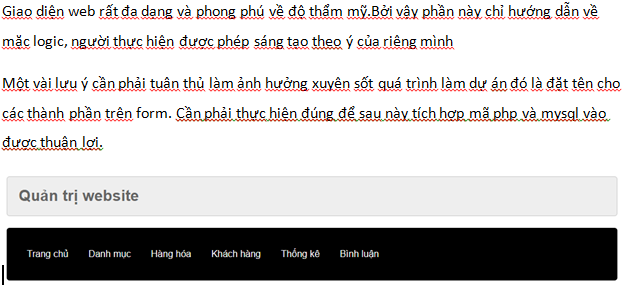 Giao diện web rất đa dạng và phong phú về độ thẩm mỹ.Bởi vậy phần này chỉ hướng dẫn về
mặc logic, người thực hiện được phép sáng tạo theo ý của riêng mình
Một vài lưu ý cần phải tuân thủ làm ảnh hưởng xuyên sốt quá trình làm dự án đó là đặt tên cho
các thành phần trên form. Cần phải thực hiện đúng để sau này tích hợp mã php và mysql vào
được thuận lợi.
Quản trị website
Trang chủ Danh mục Hàng hóa Khách hàng Thống kê Bình luận